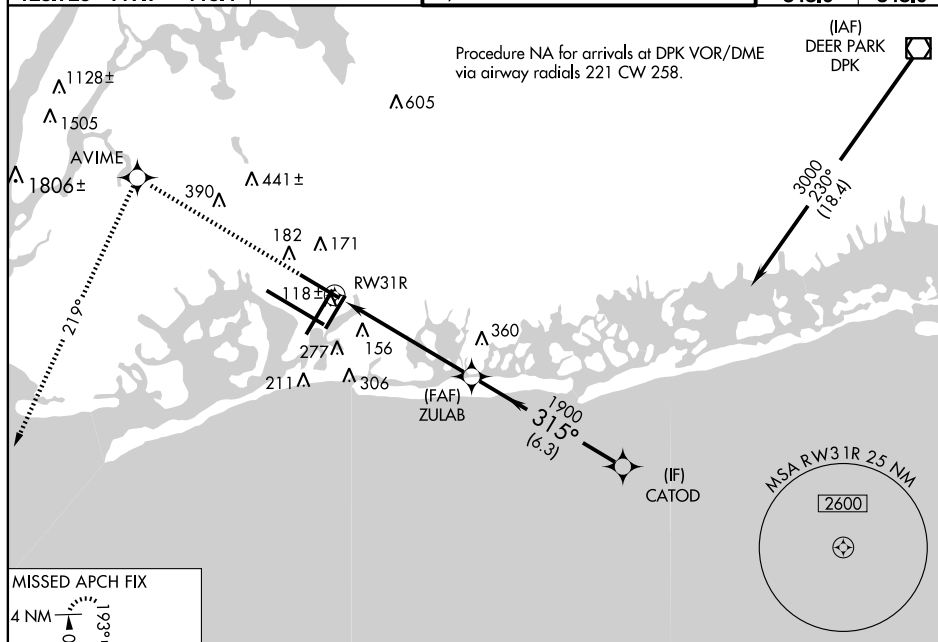 (IAF)
DEER PARK
DPK
Procedure NA for arrivals at DPK VOR/DME
via airway radials 221 CW 258.
1128±
605
1505
AVIME
1806±
390
441±
3000
230°
(18.4)
182
171
RW31R
118±
219°
277
156
360
211
306
(FAF)
ZULAB
1900
315°
(6.3)
(IF)
CATOD
MSA RW31R 25 NM
2600
MISSED APCH FIX
4 NM
193°